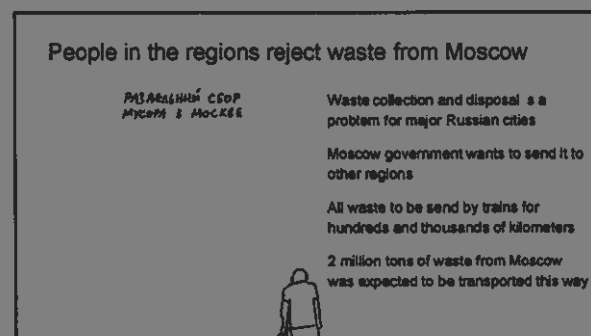 People in the regions reject waste from Moscow
РАЗДЕЛЬНЫЙ СБОР
МУСОРА В МОСКВЕ
Waste collection and disposal s a
problem for major Russian cities
Moscow government wants to send it to
other regions
All waste to be send by trains for
hundreds and thousands of kilometers
2 million tons of waste from Moscow
was expected to be transported this way